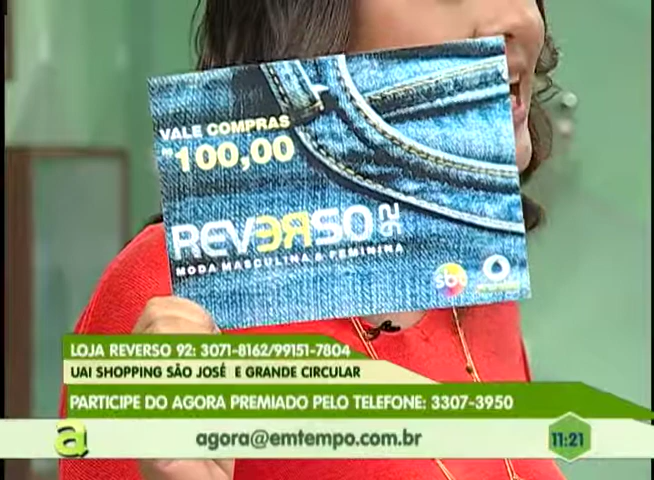 VALE COMPRAS
R$100,00
REVERSO 92
MODA MASCULINA & FEMININA
sbt
LOJA REVERSO 92: 3071-8162/99151-7804
UAI SHOPPING SÃO JOSÉ E GRANDE CIRCULAR
PARTICIPE DO AGORA PREMIADO PELO TELEFONE: 3307-3950
a
agora@emtempo.com.br
11:21